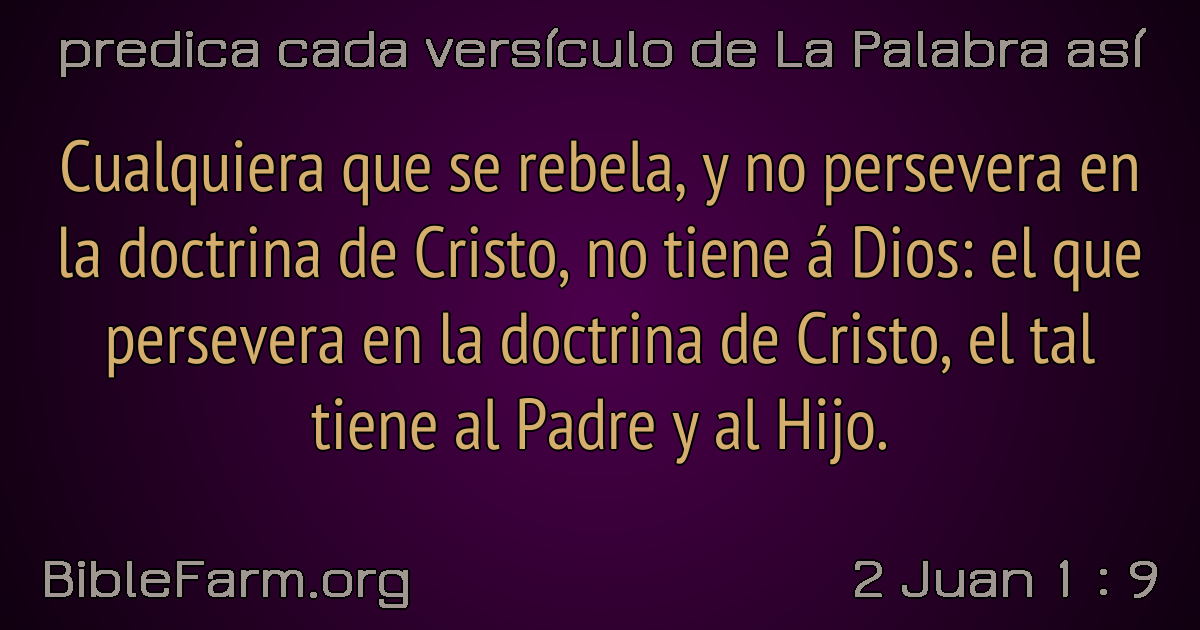 predica cada versículo de La Palabra así
Cualquiera que se rebela, y no persevera en
la doctrina de Cristo, no tiene á Dios: el que
persevera en la doctrina de Cristo, el tal
tiene al Padre y al Hijo.
BibleFarm.org
2 Juan 1 : 9